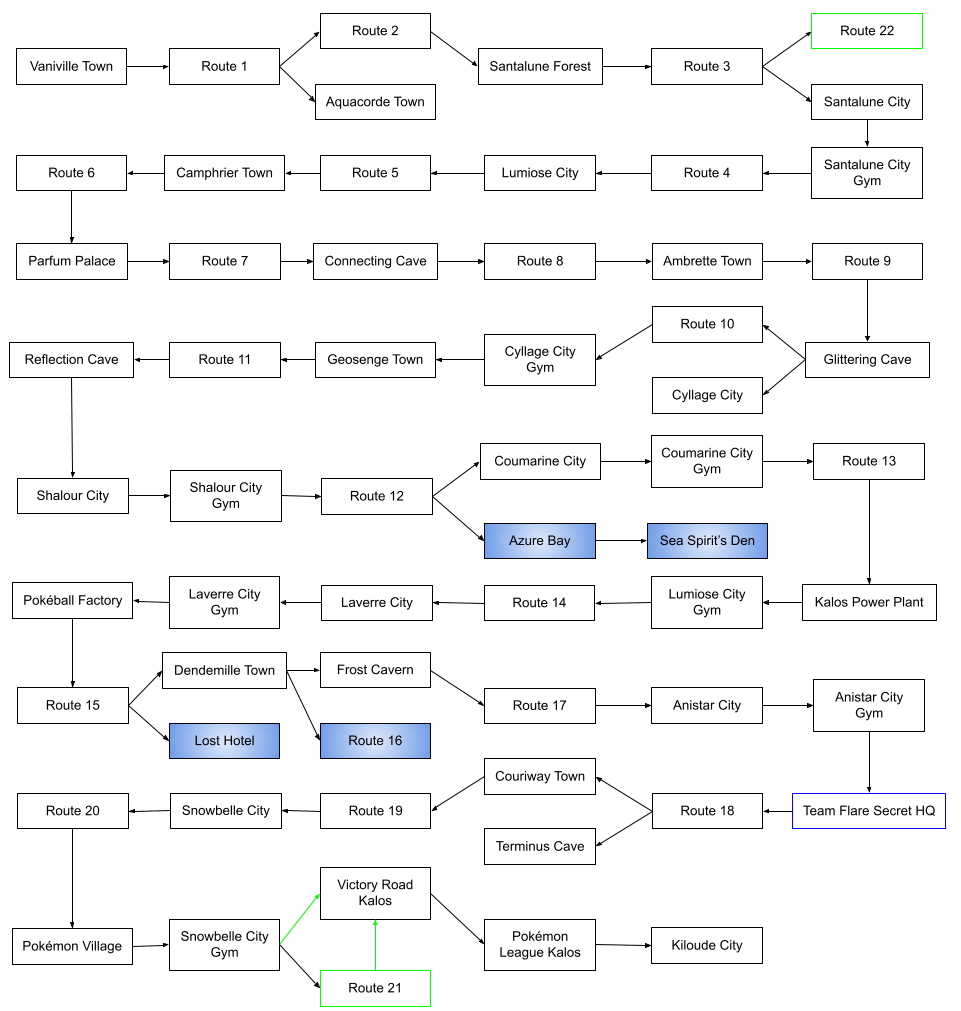 Route 2
Route 22
Vaniville Town
Route 1
Santalune Forest
Route 3
Aquacorde Town
Santalune City
Route 6
Camphrier Town
Route 5
Lumiose City
Route 4
Santalune City
Gym
Parfum Palace
Route 7
Connecting Cave
Route 8
Ambrette Town
Route 9
Route 10
Reflection Cave
Route 11
Geosenge Town
Cyllage City
Gym
Glittering Cave
Cyllage City
Coumarine City
Coumarine City
Gym
Route 13
Shalour City
Shalour City
Gym
Route 12
Azure Bay
Sea Spirit's Den
Pokéball Factory
Laverre City
Gym
Laverre City
Route 14
Lumiose City
Gym
Kalos Power Plant
Dendemille Town
Frost Cavern
Route 15
Route 17
Anistar City
Anistar City
Gym
Lost Hotel
Route 16
Couriway Town
Route 20
Snowbelle City
Route 19
Route 18
Team Flare Secret HQ
Terminus Cave
Victory Road
Kalos
Pokémon Village
Snowbelle City
Gym
Pokémon
League Kalos
Kiloude City
Route 21